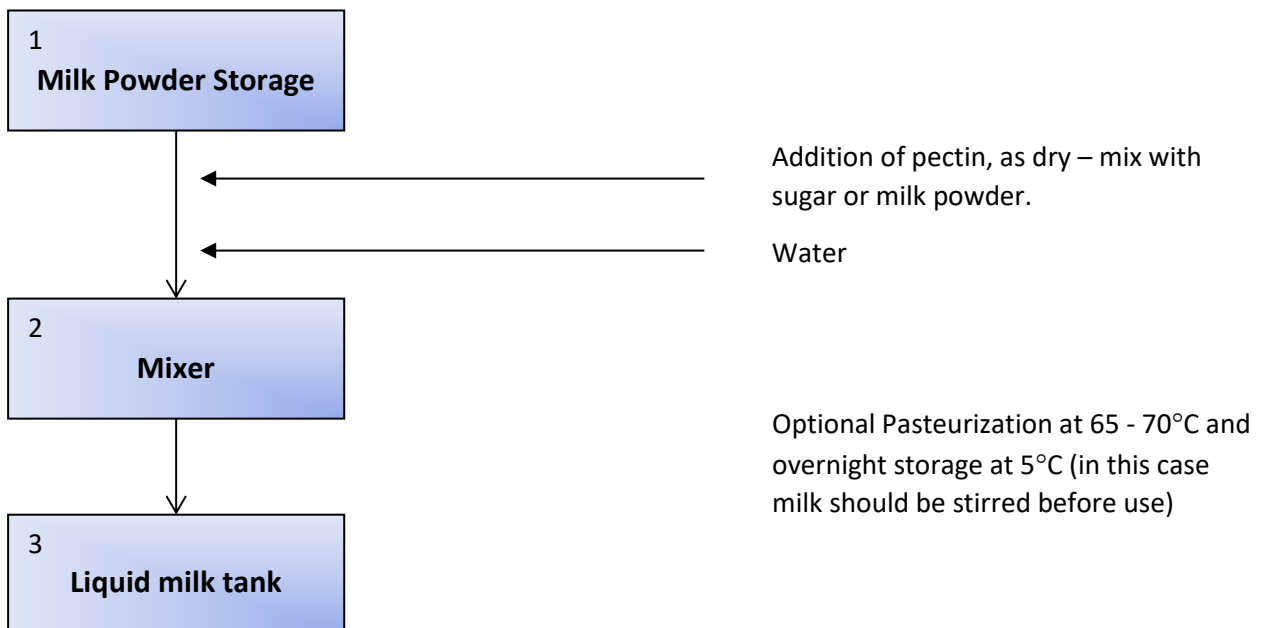 1
Milk Powder Storage
Addition of pectin, as dry – mix with
sugar or milk powder.
Water
2
Mixer
Optional Pasteurization at 65 - 70°C and
overnight storage at 5°C (in this case
milk should be stirred before use)
3
Liquid milk tank